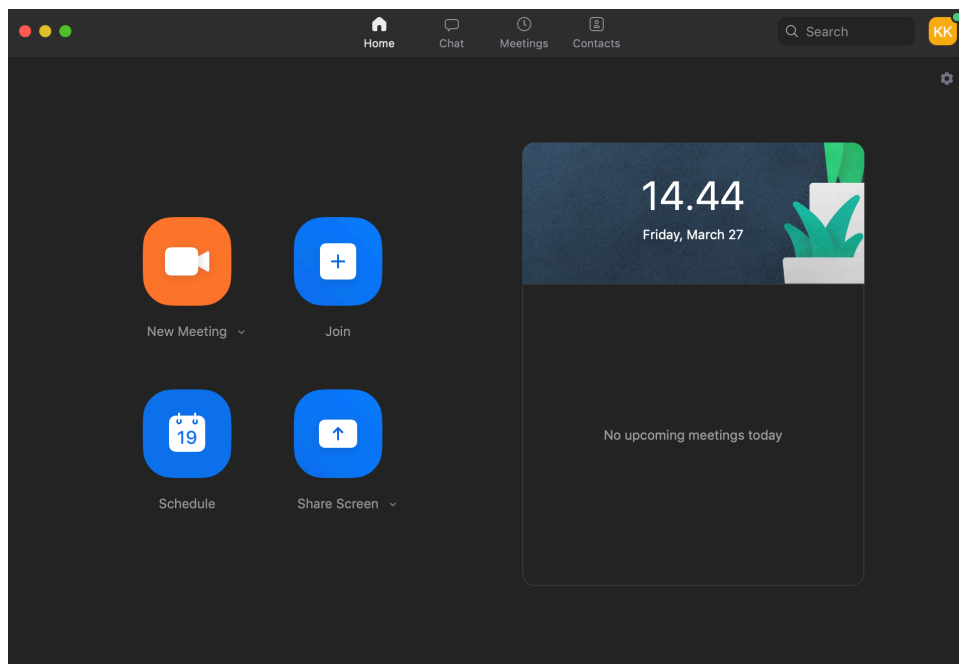 Home
Chat
Meetings
Contacts
Search
KK
14.44
Friday, March 27
New Meeting
Join
19
Schedule
Share Screen
No upcoming meetings today